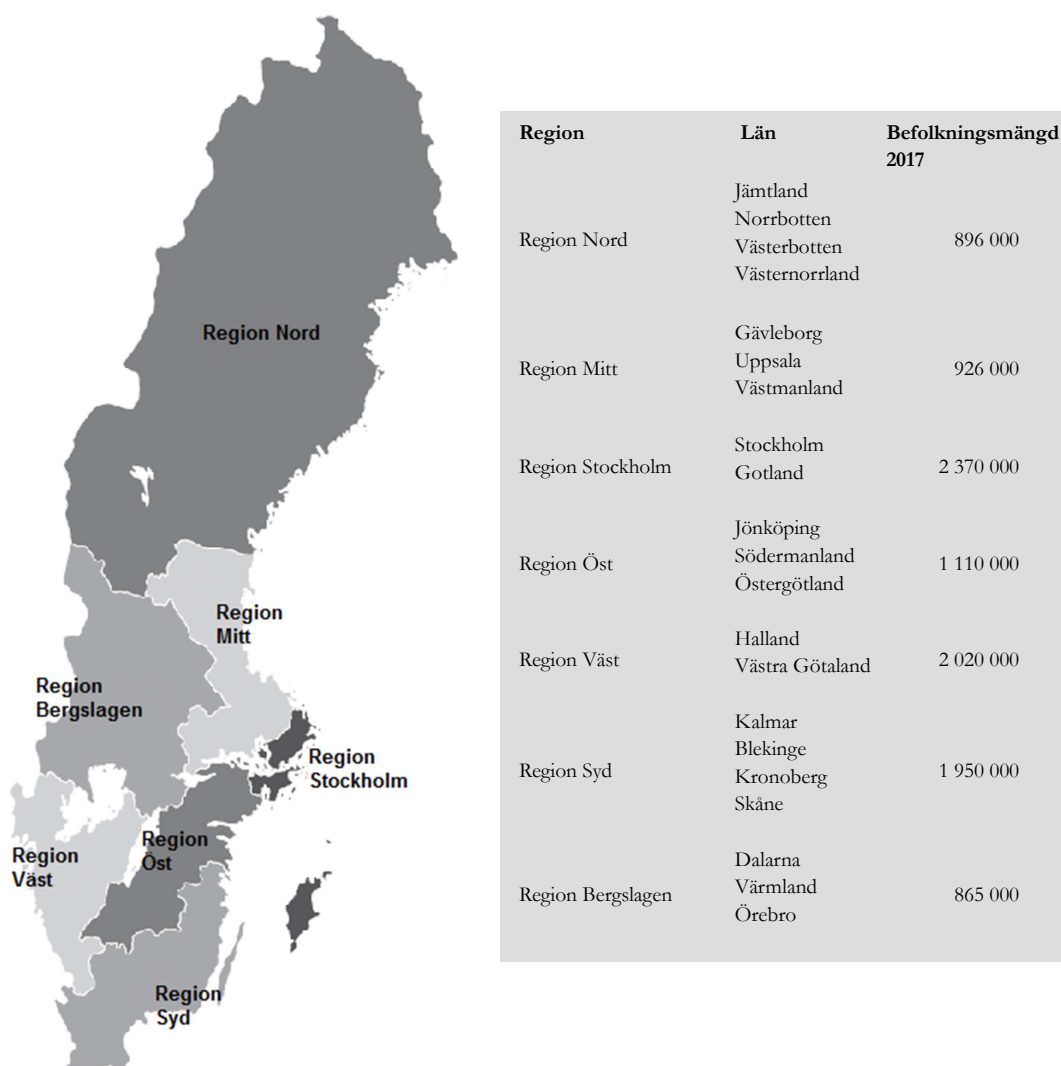 Region Nord
Region
Mitt
Region
Bergslagen
Region
Stockholm
Region
Väst
Region
Öst
Region
Syd
Region Län Befolkningsmängd
2017
Jämtland
Norrbotten
Region Nord Västerbotten 896 000
Västernorrland
Gävleborg
Region Mitt Uppsala 926 000
Västmanland
Stockholm
Region Stockholm Gotland 2 370 000
Jönköping
Region Öst Södermanland 1 110 000
Östergötland
Halland
Region Väst Västra Götaland 2 020 000
Kalmar
Blekinge
Region Syd Kronoberg 1 950 000
Skåne
Dalarna
Region Bergslagen Värmland 865 000
Örebro